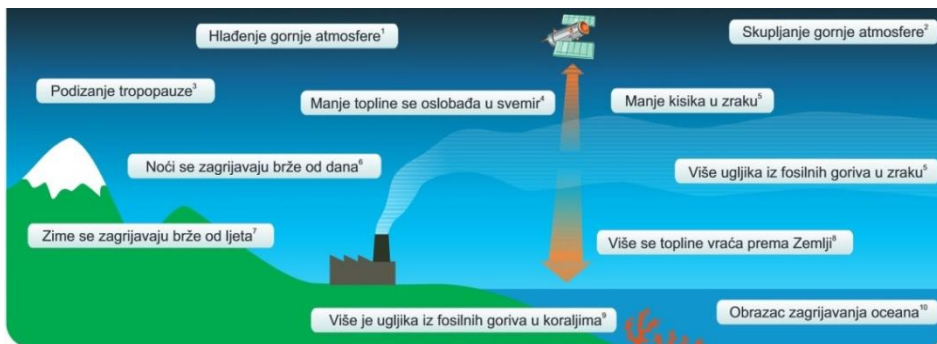 Hlađenje gornje atmosfere¹
Skupljanje gornje atmosfere²
Podizanje tropopauze³
Manje topline se oslobađa u svemir⁴
Manje kisika u zraku⁵
Noći se zagrijavaju brže od dana⁶
Više ugljika iz fosilnih goriva u zraku⁵
Zime se zagrijavaju brže od ljeta⁷
Više se topline vraća prema Zemlji⁸
Više je ugljika iz fosilnih goriva u koraljima⁹
Obrazac zagrijavanja oceana¹⁰